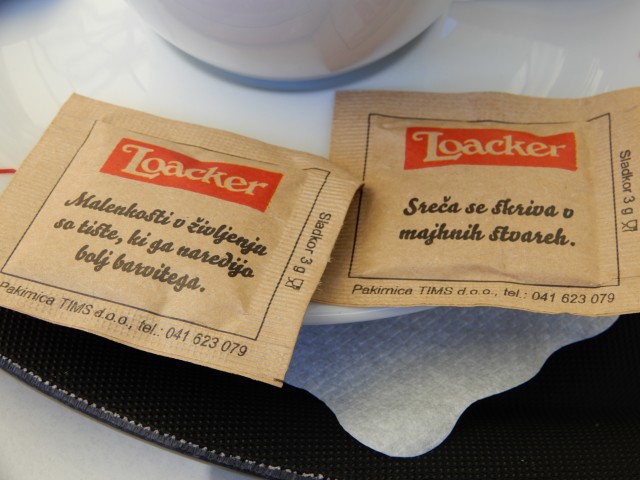 Loacker
Malenkosti v življenju
so tiste, ki ga naredijo
bolj barvitega.
Sladkor 3 g
Pakirnica TIMS d.o.o., tel.: 041 623 079
Loacker
Sreča se skriva v
majhnih stvareh.
Sladkor 3 g
Pakirnica TIMS d.o.o., tel.: 041 623 079